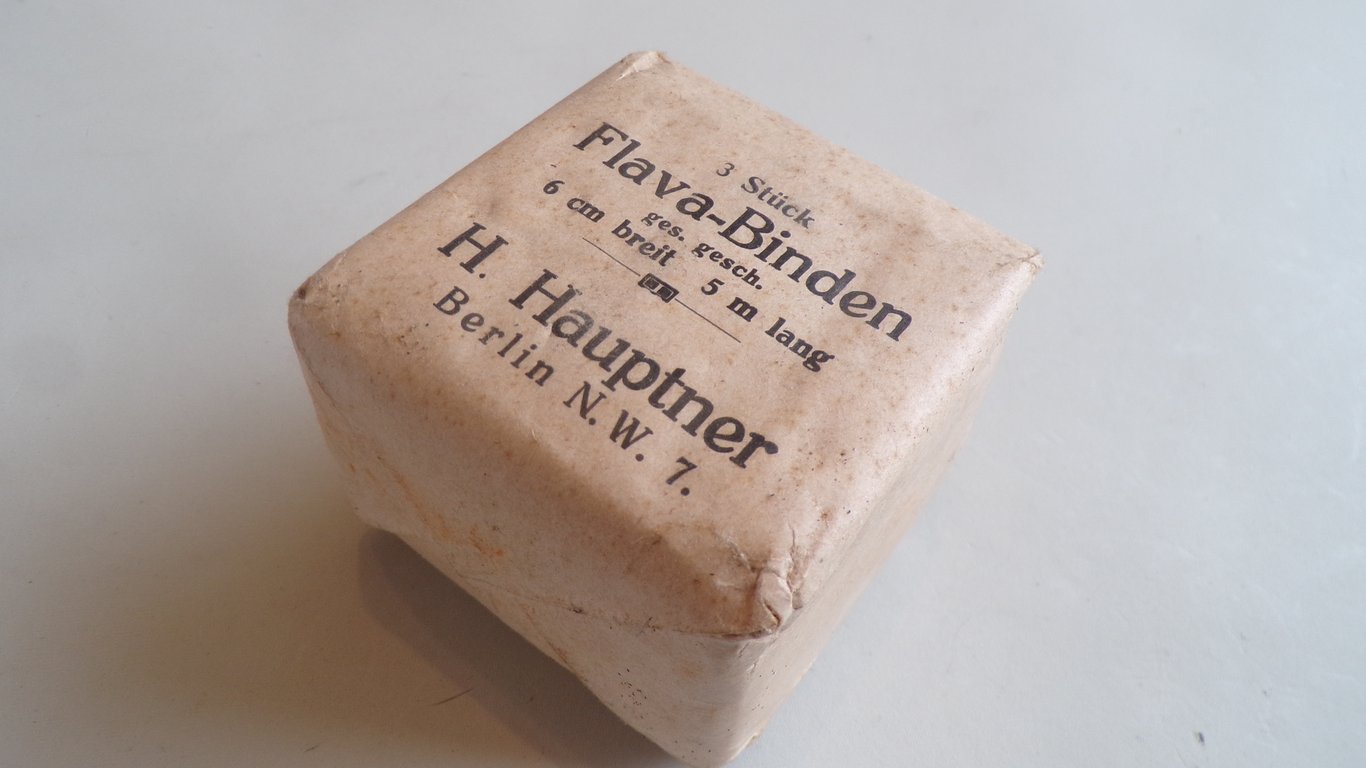 3 Stück
Flava-Binden
ges. gesch.
6 cm breit 5 m lang
H. Hauptner
Berlin N.W. 7.